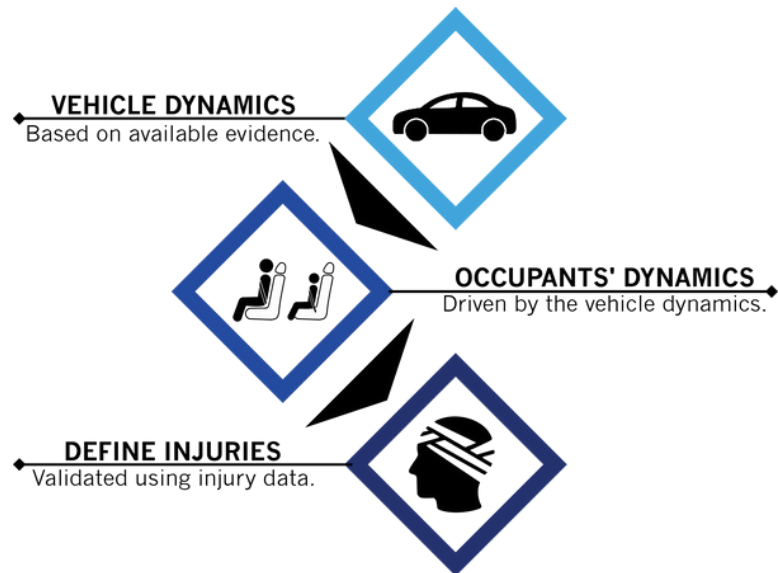 VEHICLE DYNAMICS
Based on available evidence.
OCCUPANTS' DYNAMICS
Driven by the vehicle dynamics.
DEFINE INJURIES
Validated using injury data.